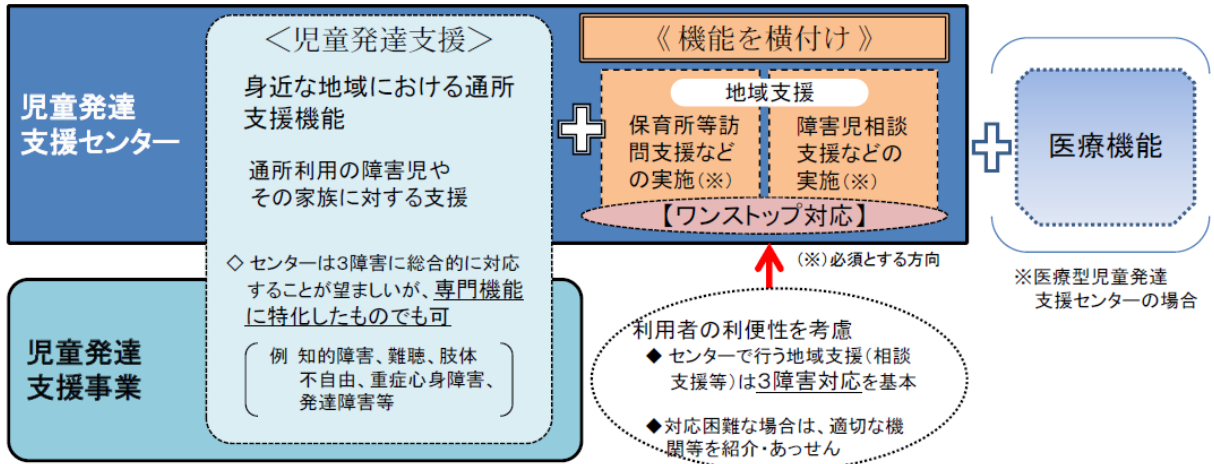 児童発達
支援センター
＜児童発達支援＞
身近な地域における通所
支援機能
通所利用の障害児や
その家族に対する支援
◇ センターは３障害に総合的に対応
することが望ましいが、専門機能
に特化したものでも可
例 知的障害、難聴、肢体
不自由、重症心身障害、
発達障害等
《 機能を横付け 》
地域支援
保育所等訪
問支援など
の実施(※)
障害児相談
支援などの
実施(※)
【ワンストップ対応】
(※)必須とする方向
医療機能
※医療型児童発達
支援センターの場合
児童発達
支援事業
利用者の利便性を考慮
◆ センターで行う地域支援(相談
支援等)は３障害対応を基本
◆対応困難な場合は、適切な機
関等を紹介・あっせん